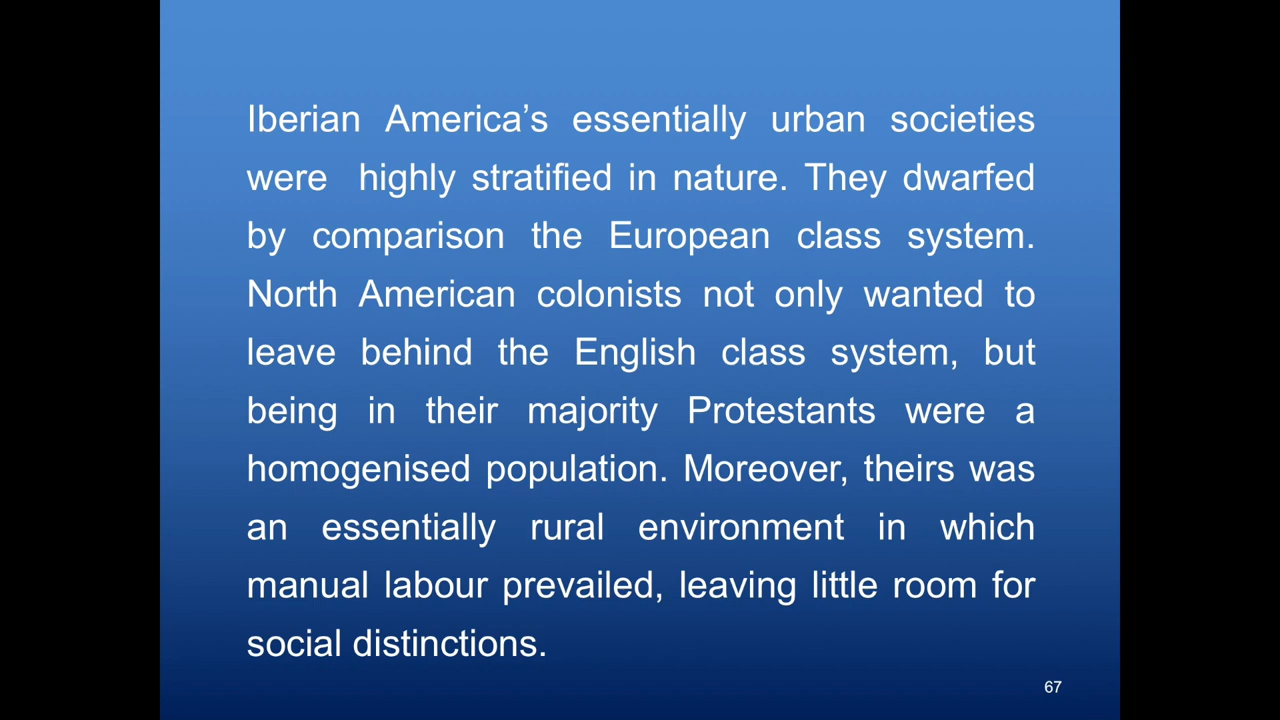 Iberian America’s essentially urban societies
were highly stratified in nature. They dwarfed
by comparison the European class system.
North American colonists not only wanted to
leave behind the English class system, but
being in their majority Protestants were a
homogenised population. Moreover, theirs was
an essentially rural environment in which
manual labour prevailed, leaving little room for
social distinctions.
67